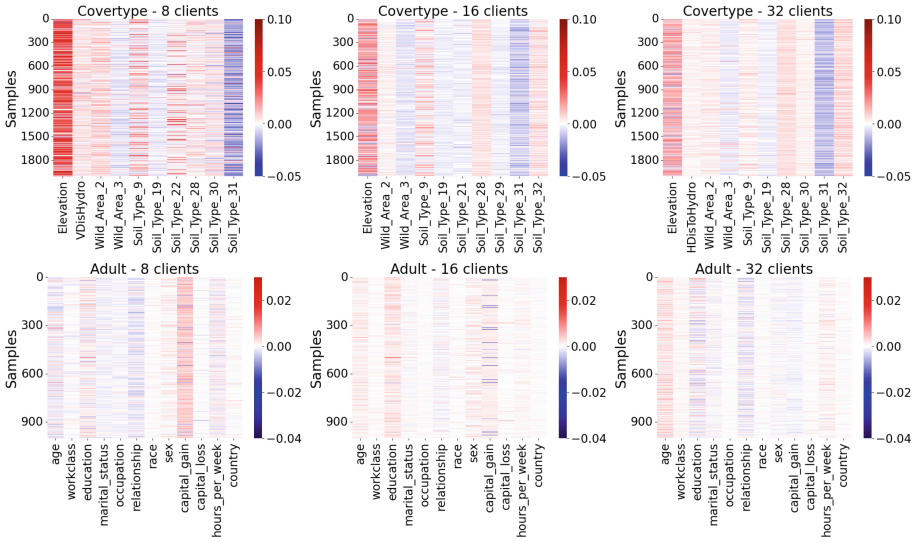 Covertype - 8 clients
Samples
0
300
600
900
1200
1500
1800
0.10
0.05
0.00
−0.05
Elevation
VDisHydro
Wild_Area_2
Wild_Area_3
Soil_Type_9
Soil_Type_19
Soil_Type_22
Soil_Type_28
Soil_Type_30
Soil_Type_31
Covertype - 16 clients
Samples
0
300
600
900
1200
1500
1800
0.10
0.05
0.00
−0.05
Elevation
Wild_Area_2
Wild_Area_3
Soil_Type_9
Soil_Type_19
Soil_Type_21
Soil_Type_28
Soil_Type_29
Soil_Type_31
Soil_Type_32
Covertype - 32 clients
Samples
0
300
600
900
1200
1500
1800
0.10
0.05
0.00
−0.05
Elevation
HDisToHydro
Wild_Area_2
Wild_Area_3
Soil_Type_9
Soil_Type_19
Soil_Type_28
Soil_Type_30
Soil_Type_31
Soil_Type_32
Adult - 8 clients
Samples
0
300
600
900
0.02
0.00
−0.02
−0.04
age
workclass
education
marital_status
occupation
relationship
race
sex
capital_gain
capital_loss
hours_per_week
country
Adult - 16 clients
Samples
0
300
600
900
0.02
0.00
−0.02
−0.04
age
workclass
education
marital_status
occupation
relationship
race
sex
capital_gain
capital_loss
hours_per_week
country
Adult - 32 clients
Samples
0
300
600
900
0.02
0.00
−0.02
−0.04
age
workclass
education
marital_status
occupation
relationship
race
sex
capital_gain
capital_loss
hours_per_week
country